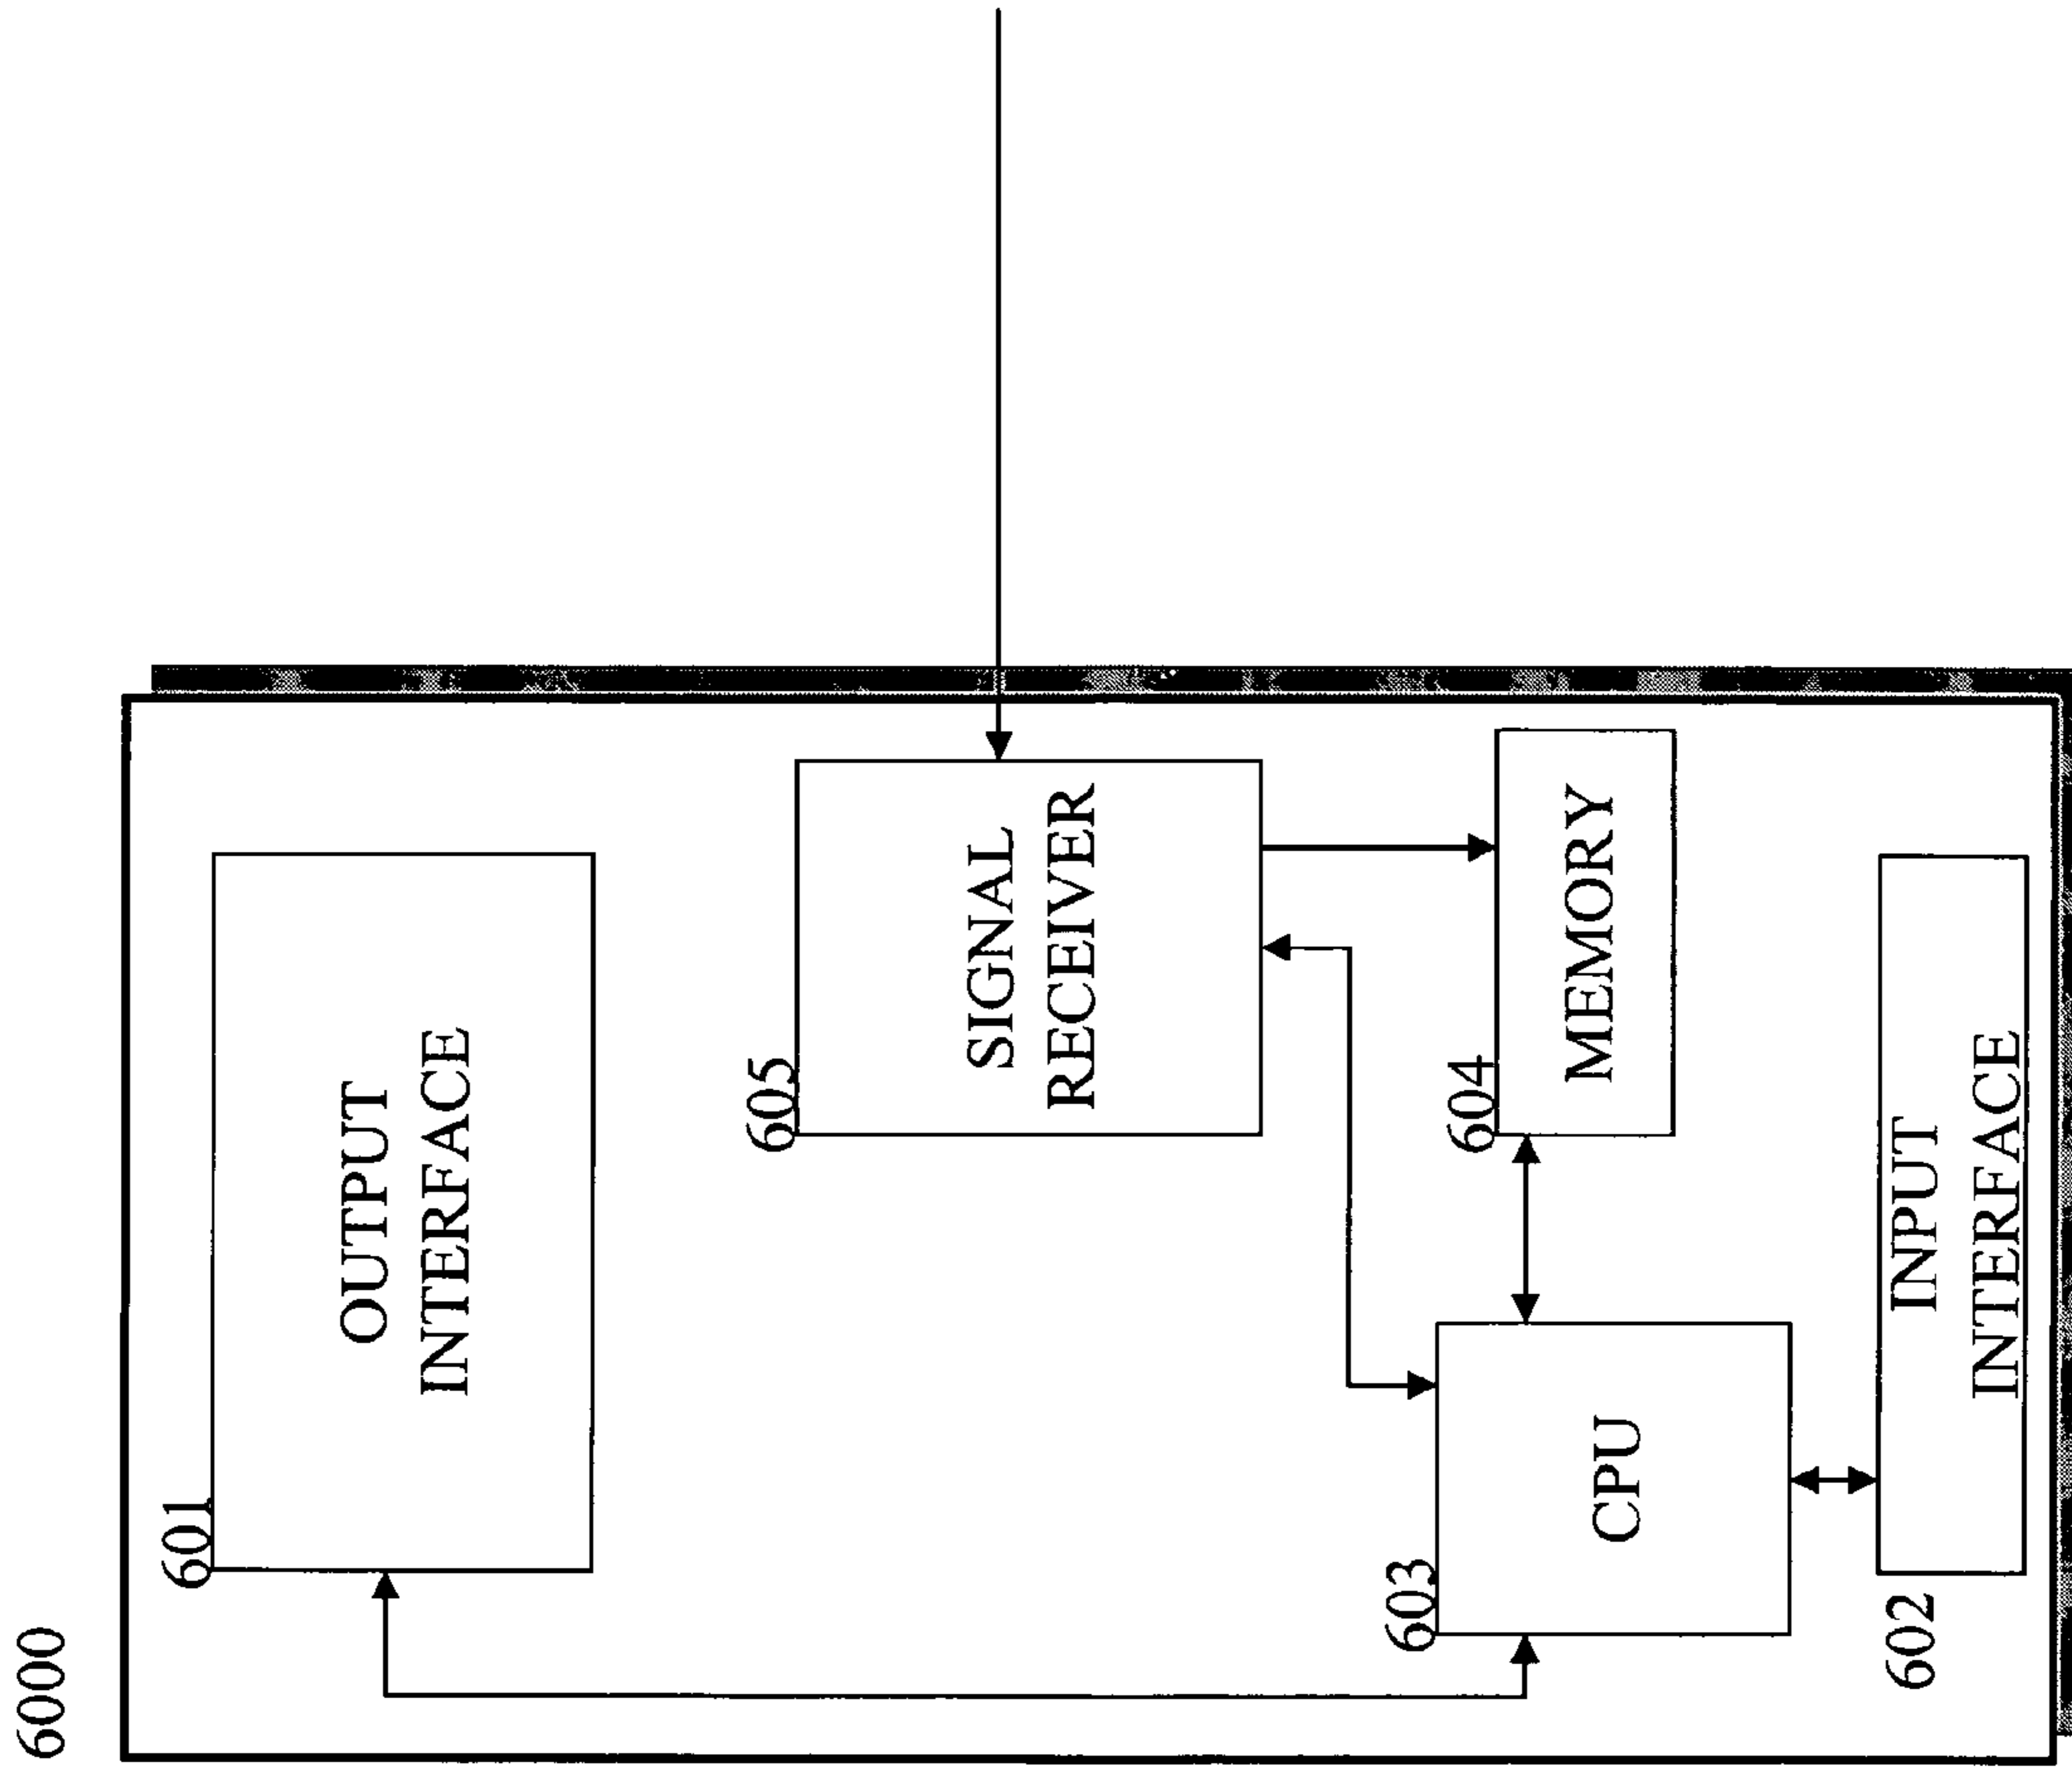 6000
601
OUTPUT
INTERFACE
605
SIGNAL
RECEIVER
603
CPU
604
MEMORY
602
INPUT
INTERFACE